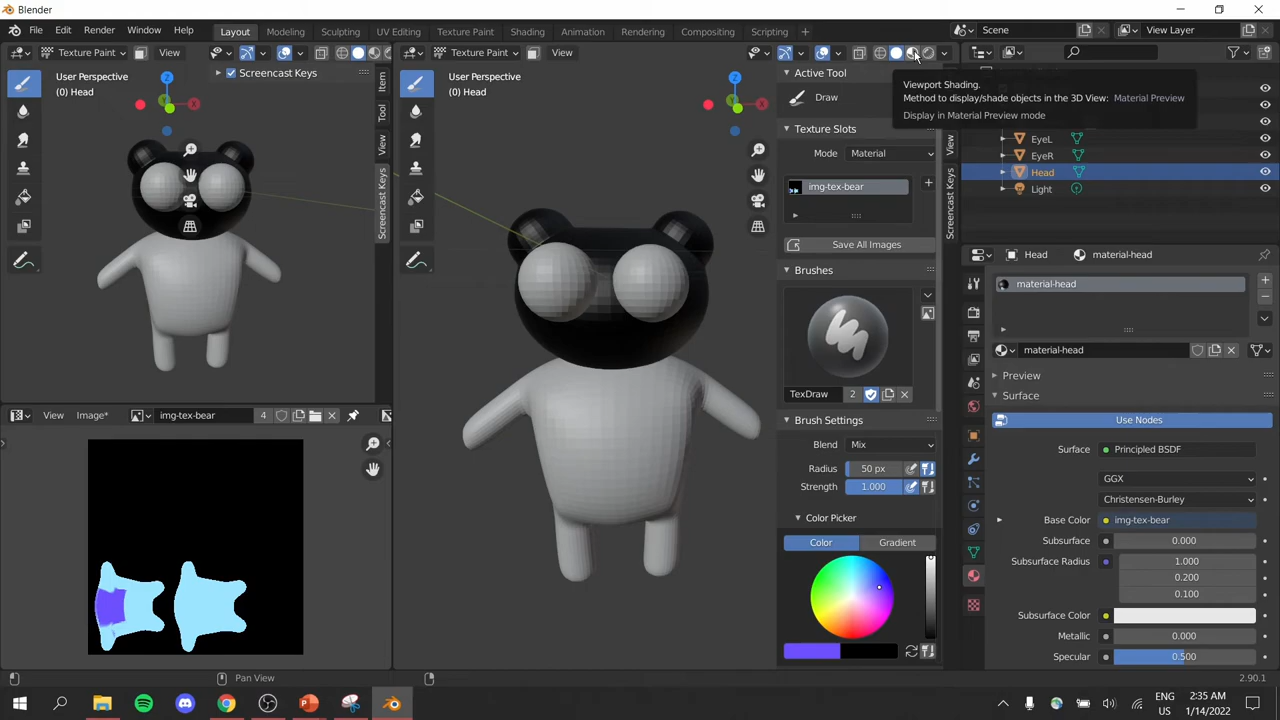 Blender
File Edit Render Window Help Layout Modeling Sculpting UV Editing Texture Paint Shading Animation Rendering Compositing Scripting + Scene View Layer
Texture Paint View Texture Paint View
User Perspective
(0) Head
Screencast Keys
Item
Tool
View
Screencast Keys
User Perspective
(0) Head
Z
Y
X
Z
Y
X
Active Tool
Draw
Texture Slots
Mode Material
img-tex-bear
Save All Images
Brushes
TexDraw 2
Brush Settings
Blend Mix
Radius 50 px
Strength 1.000
Color Picker
Color Gradient
View
Screencast Keys
Viewport Shading.
Method to display/shade objects in the 3D View: Material Preview
Display in Material Preview mode
EyeL
EyeR
Head
Light
Head material-head
material-head
material-head
Preview
Surface
Use Nodes
Surface Principled BSDF
GGX
Christensen-Burley
Base Color img-tex-bear
Subsurface 0.000
Subsurface Radius 1.000
0.200
0.100
Subsurface Color
Metallic 0.000
Specular 0.500
View Image* img-tex-bear 4
Pan View
2.90.1
ENG
US
2:35 AM
1/14/2022